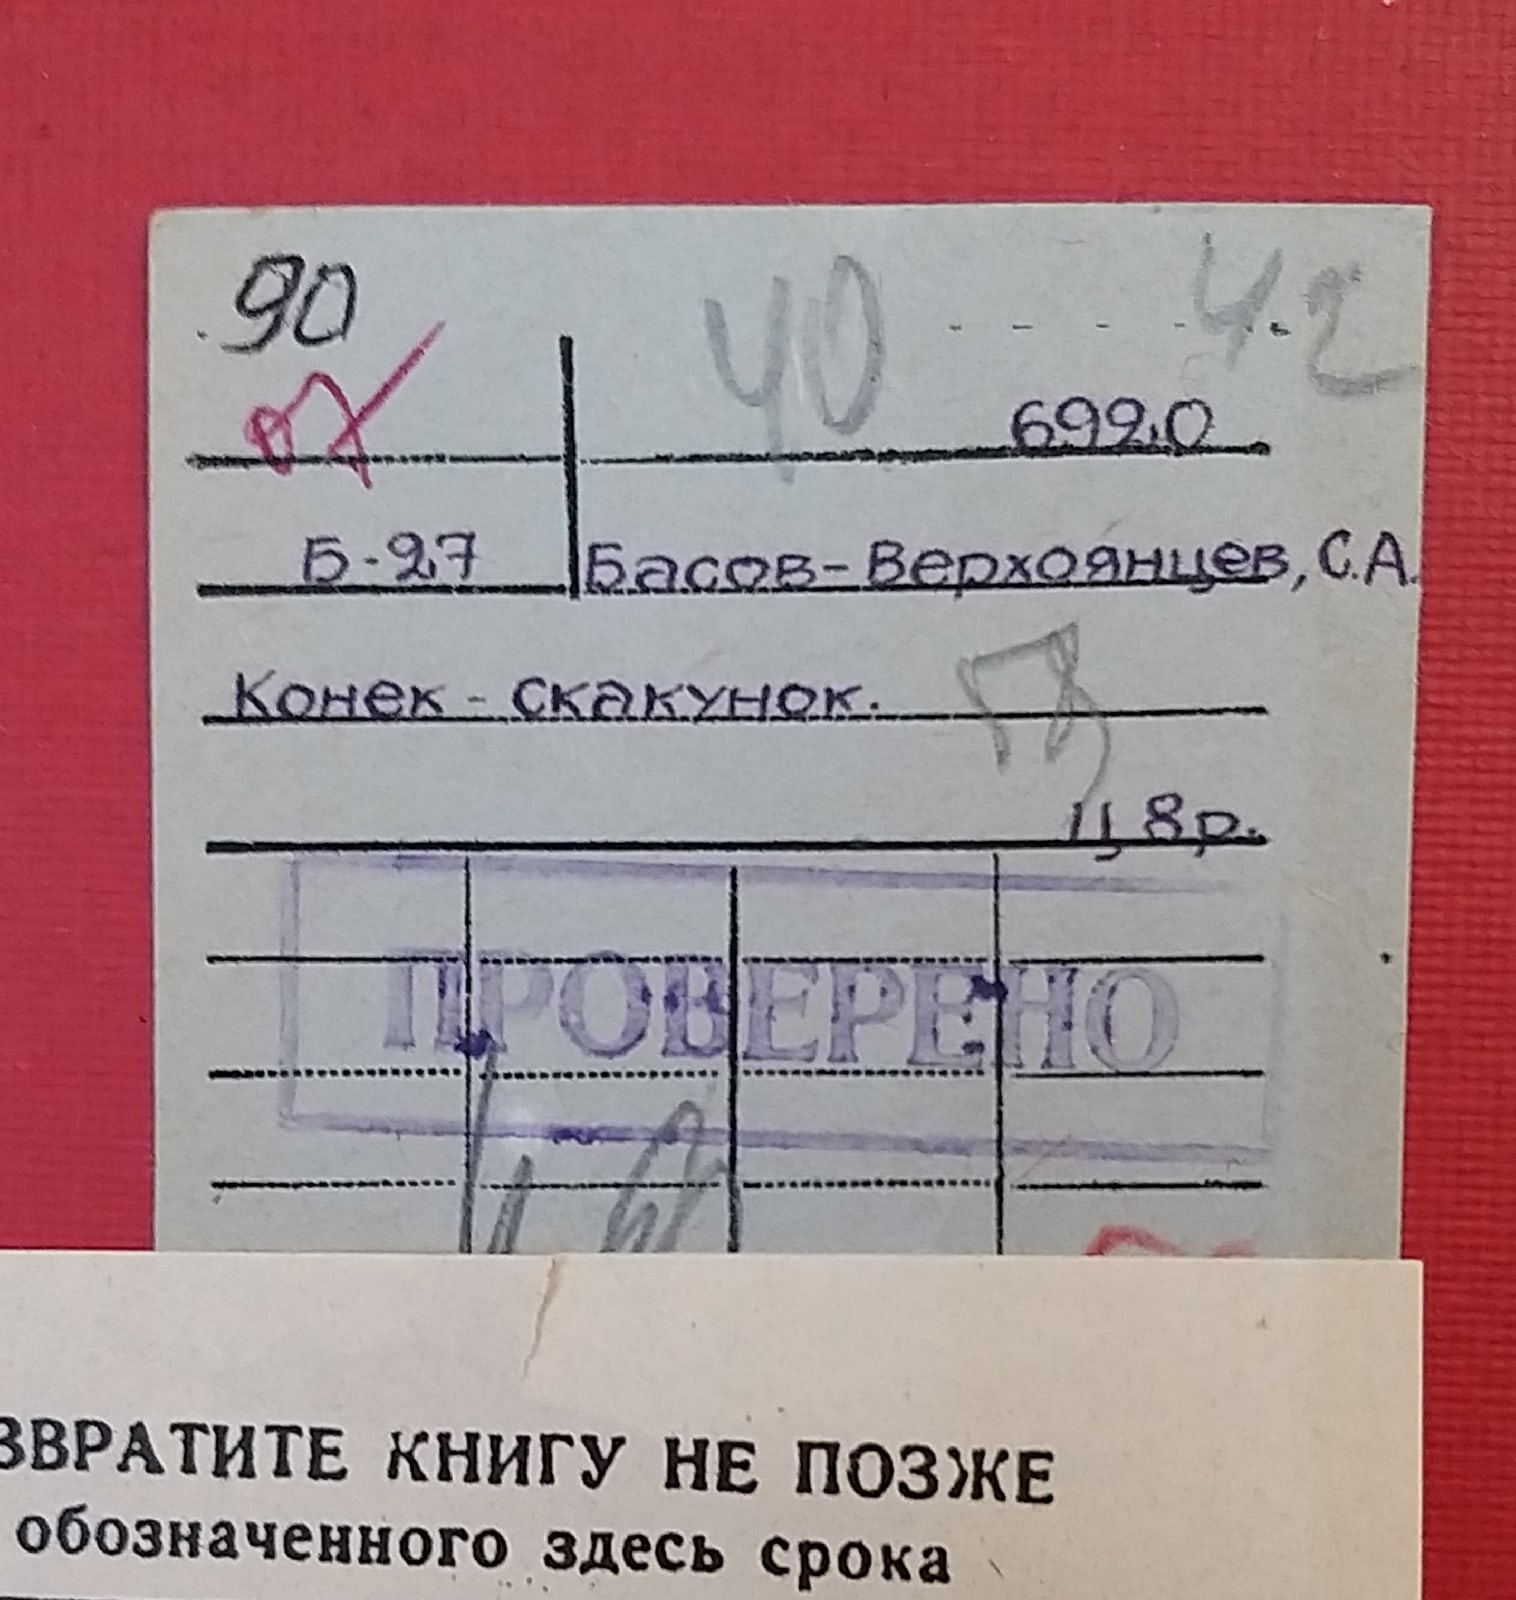 90
40
4.2
692.0
Б-27
Басов-Верхоянцев, С.А.
Конек-скакунок.
Ц 8р.
ПРОВЕРЕНО
ЗВРАТИТЕ КНИГУ НЕ ПОЗЖЕ
обозначенного здесь срока